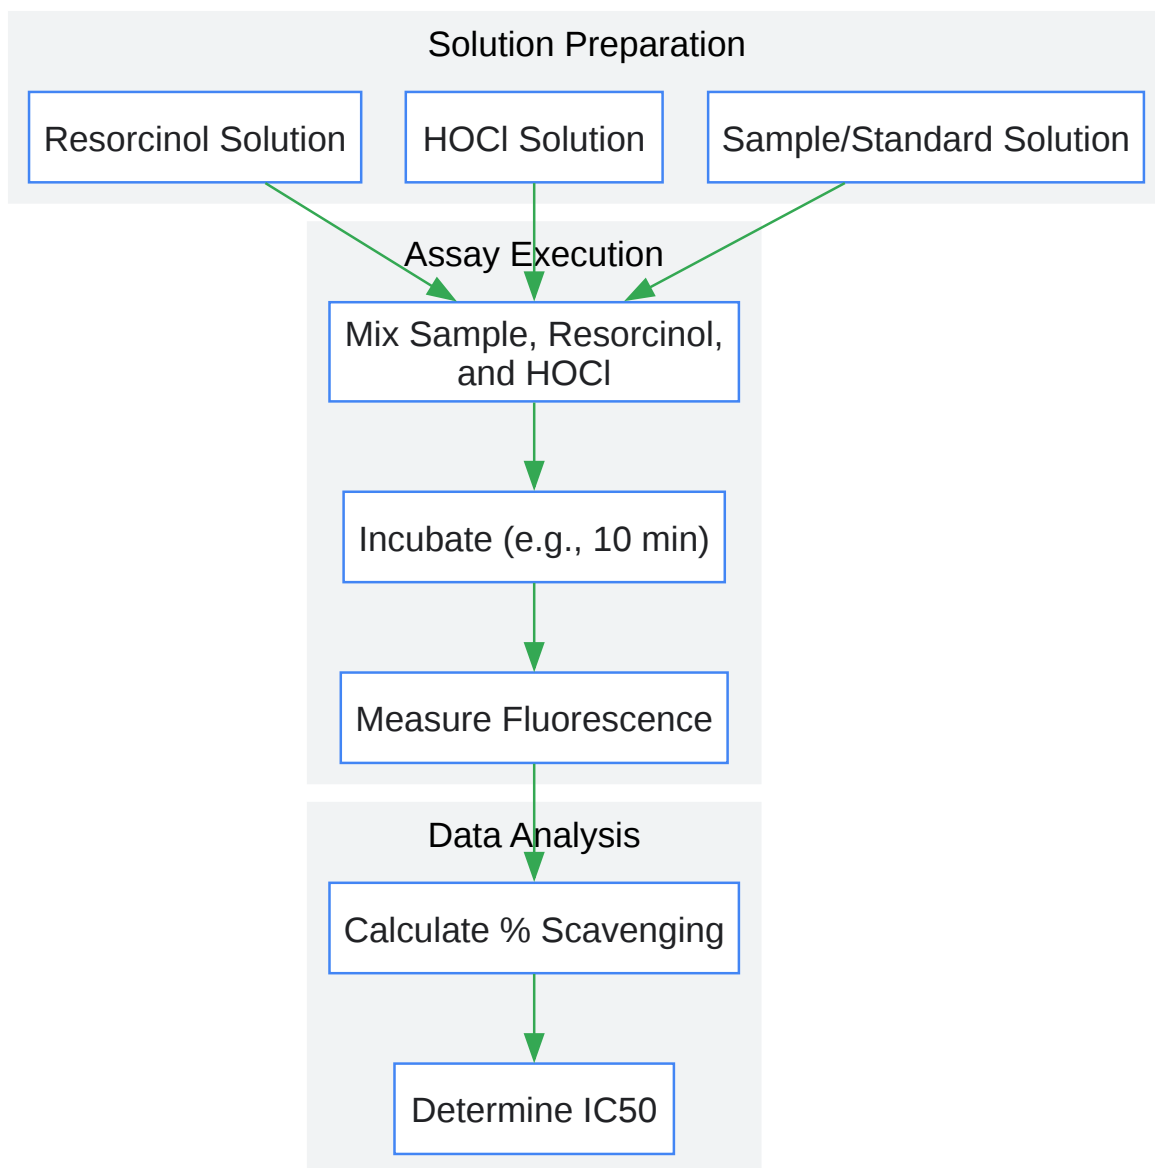 Solution Preparation
Resorcinol Solution
HOCl Solution
Sample/Standard Solution
Assay Execution
Mix Sample, Resorcinol,
and HOCl
Incubate (e.g., 10 min)
Measure Fluorescence
Data Analysis
Calculate % Scavenging
Determine IC50